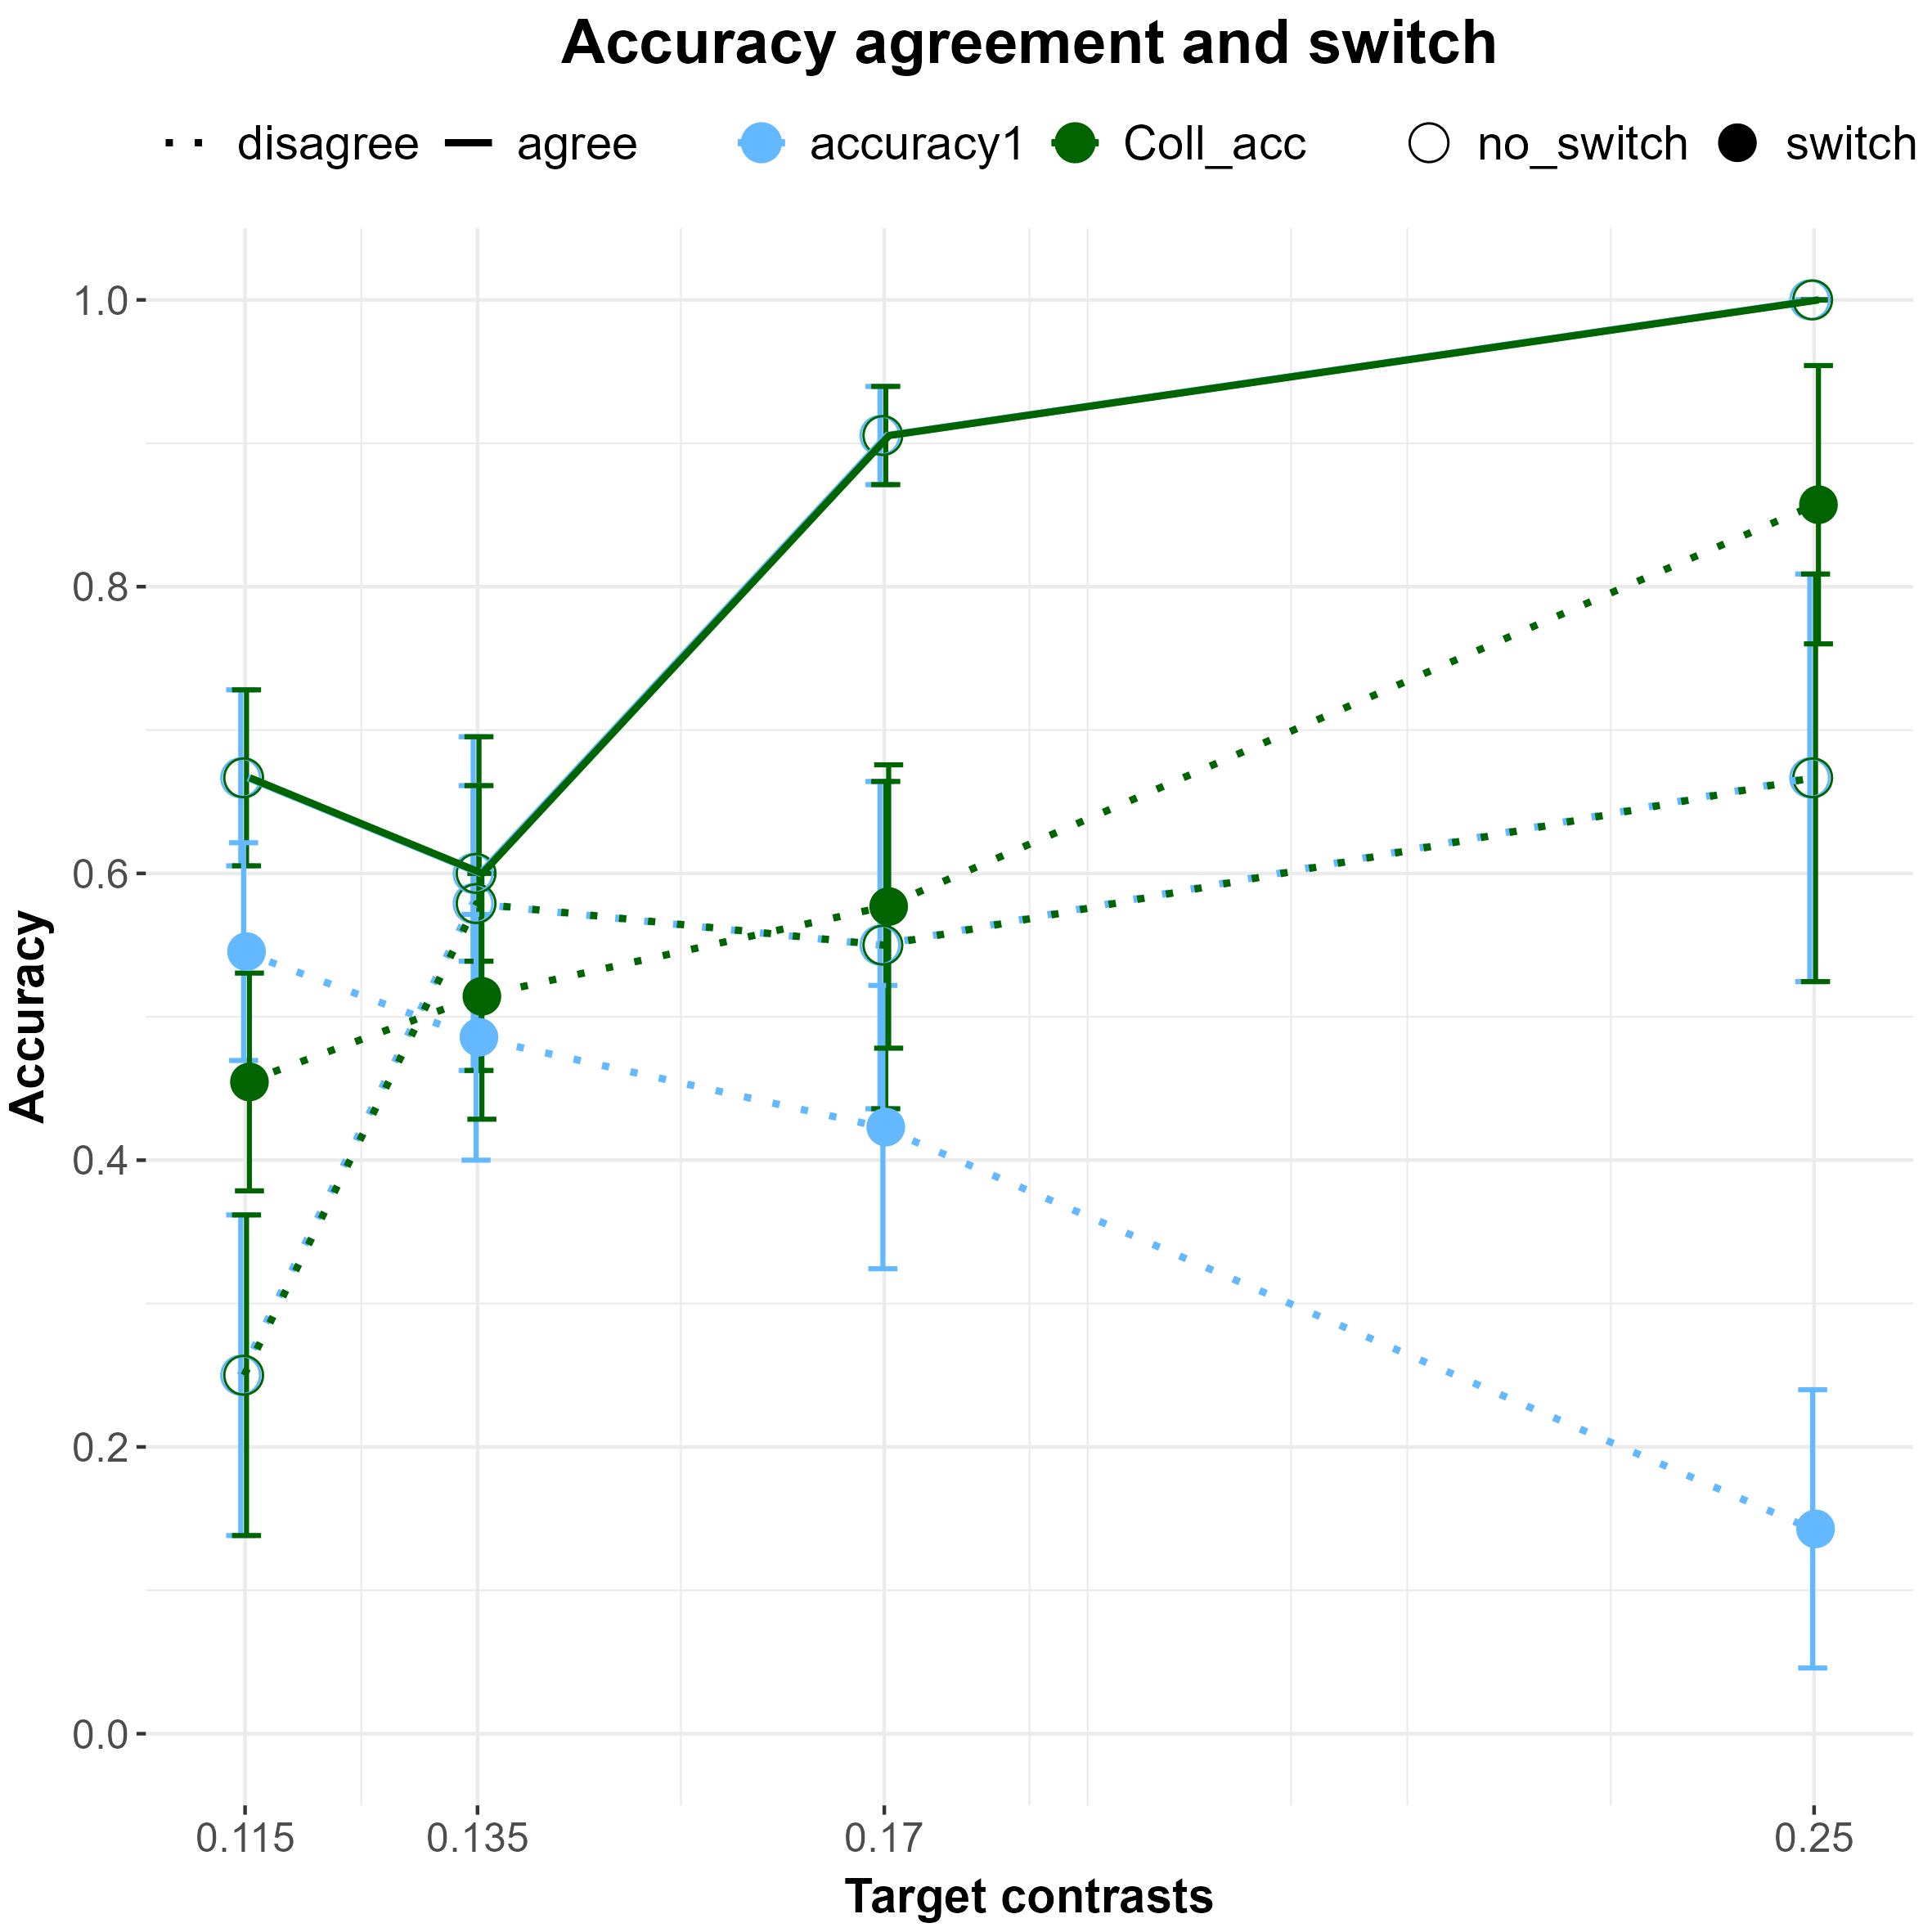 Accuracy agreement and switch
disagree agree accuracy1 Coll_acc no_switch switch
1.0
0.8
0.6
0.4
0.2
0.0
Accuracy
0.115 0.135 0.17 0.25
Target contrasts